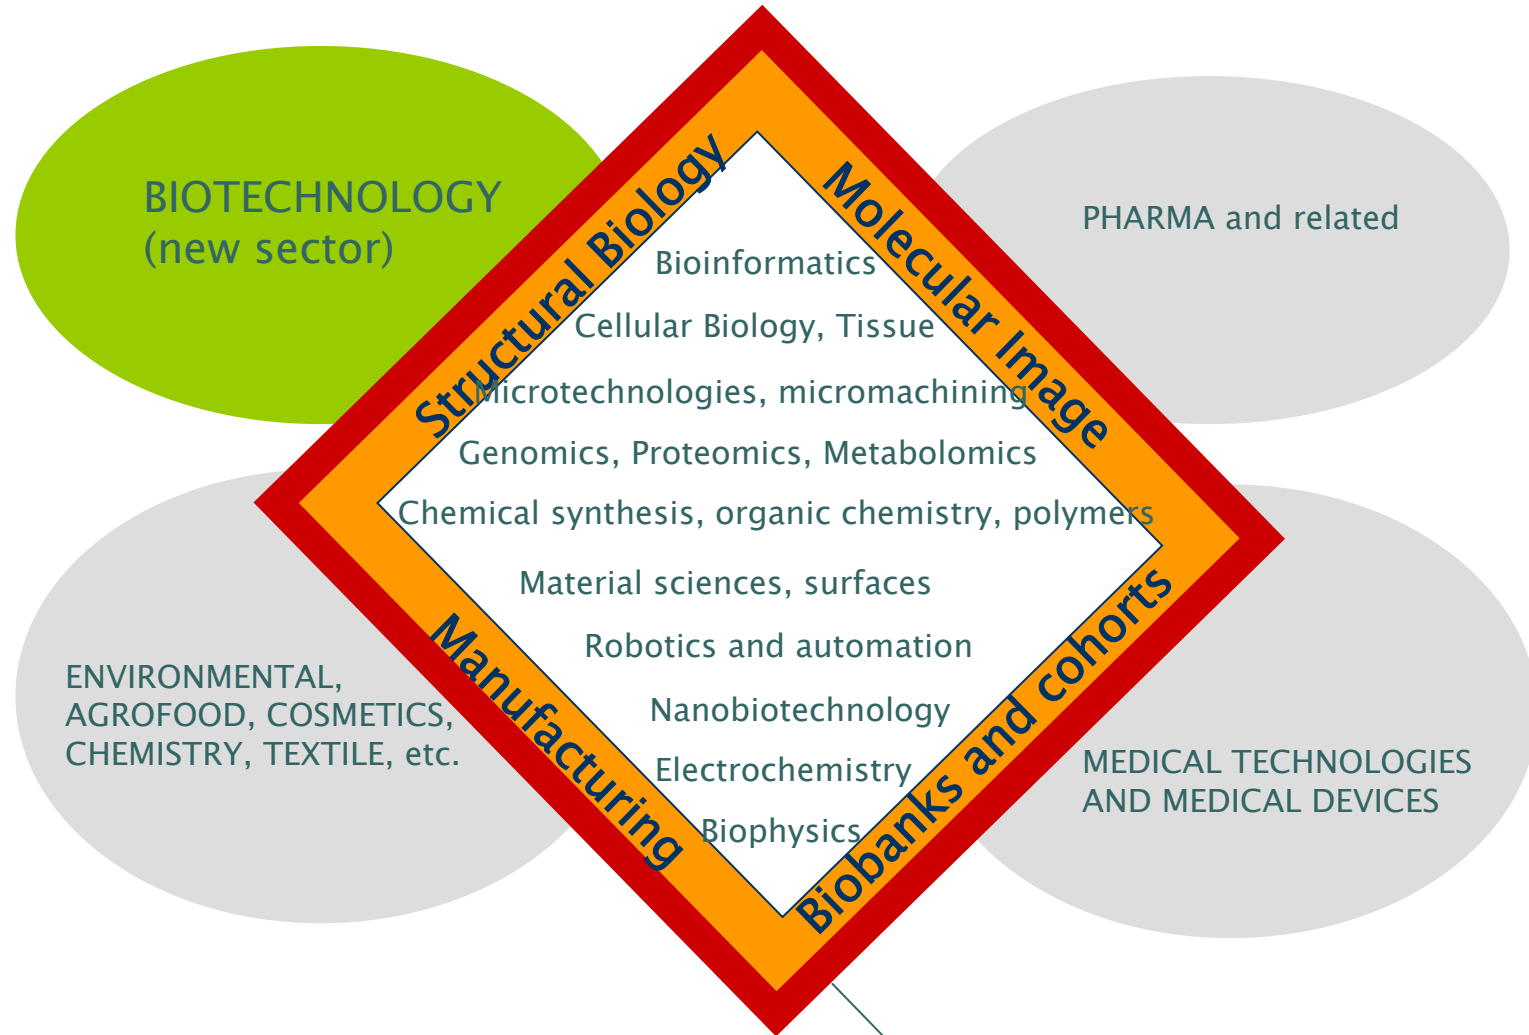 BIOTECHNOLOGY
(new sector)
PHARMA and related
Structural Biology
Molecular Image
Bioinformatics
Cellular Biology, Tissue
Microtechnologies, micromachining
Genomics, Proteomics, Metabolomics
Chemical synthesis, organic chemistry, polymers
Material sciences, surfaces
Robotics and automation
Nanobiotechnology
Electrochemistry
Biophysics
Manufacturing
Biobanks and cohorts
ENVIRONMENTAL,
AGROFOOD, COSMETICS,
CHEMISTRY, TEXTILE, etc.
MEDICAL TECHNOLOGIES
AND MEDICAL DEVICES